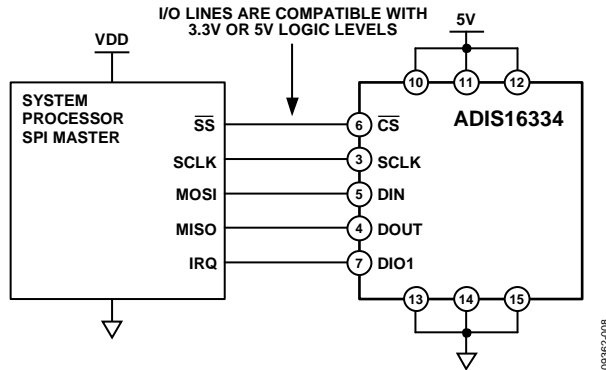 I/O LINES ARE COMPATIBLE WITH
3.3V OR 5V LOGIC LEVELS
VDD
5V
10 11 12
SYSTEM
PROCESSOR
SPI MASTER
ADIS16334
SS 6 CS
SCLK 3 SCLK
MOSI 5 DIN
MISO 4 DOUT
IRQ 7 DIO1
13 14 15
09362-008